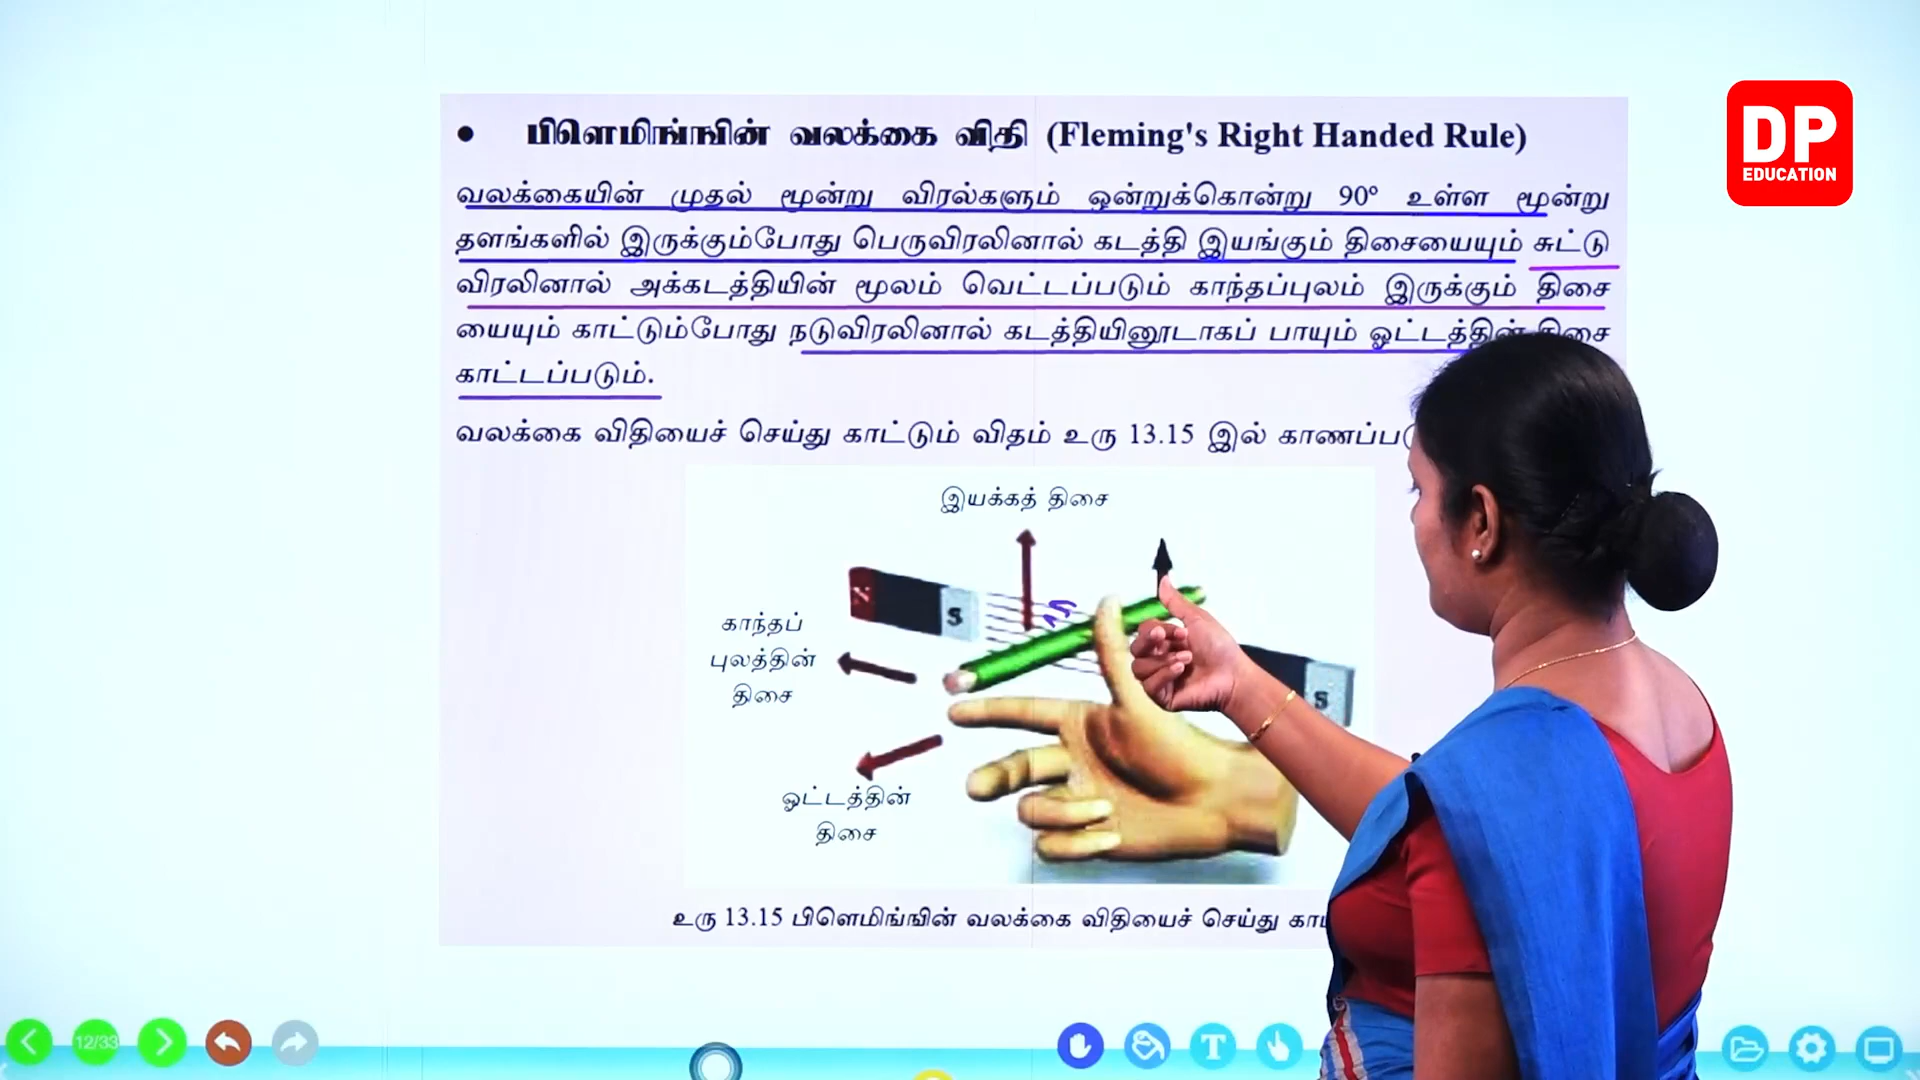 DP
EDUCATION
• பிளெமிங்ஙின் வலக்கை விதி (Fleming's Right Handed Rule)
வலக்கையின் முதல் மூன்று விரல்களும் ஒன்றுக்கொன்று 90° உள்ள மூன்று
தளங்களில் இருக்கும்போது பெருவிரலினால் கடத்தி இயங்கும் திசையையும் சுட்டு
விரலினால் அக்கடத்தியின் மூலம் வெட்டப்படும் காந்தப்புலம் இருக்கும் திசை
யையும் காட்டும்போது நடுவிரலினால் கடத்தியினூடாகப் பாயும் ஓட்டத்தின் திசை
காட்டப்படும்.
வலக்கை விதியைச் செய்து காட்டும் விதம் உரு 13.15 இல்
இயக்கத் திசை
S
காந்தப்
புலத்தின்
திசை
S
ஓட்டத்தின்
திசை
உரு 13.15 பிளெமிங்ஙின் வலக்கை விதியைச் செய்து
12/33
T